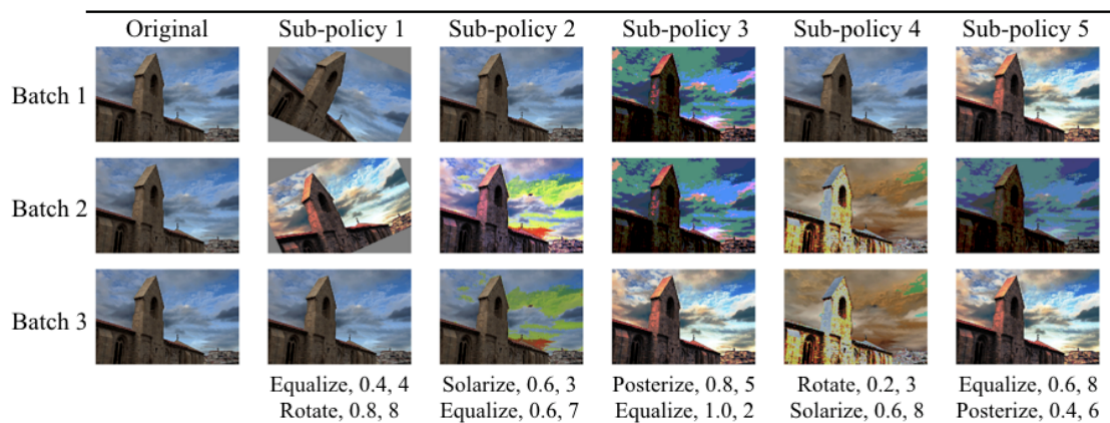 Original Sub-policy 1 Sub-policy 2 Sub-policy 3 Sub-policy 4 Sub-policy 5
Batch 1
Batch 2
Batch 3
Equalize, 0.4, 4 Solarize, 0.6, 3 Posterize, 0.8, 5 Rotate, 0.2, 3 Equalize, 0.6, 8
Rotate, 0.8, 8 Equalize, 0.6, 7 Equalize, 1.0, 2 Solarize, 0.6, 8 Posterize, 0.4, 6